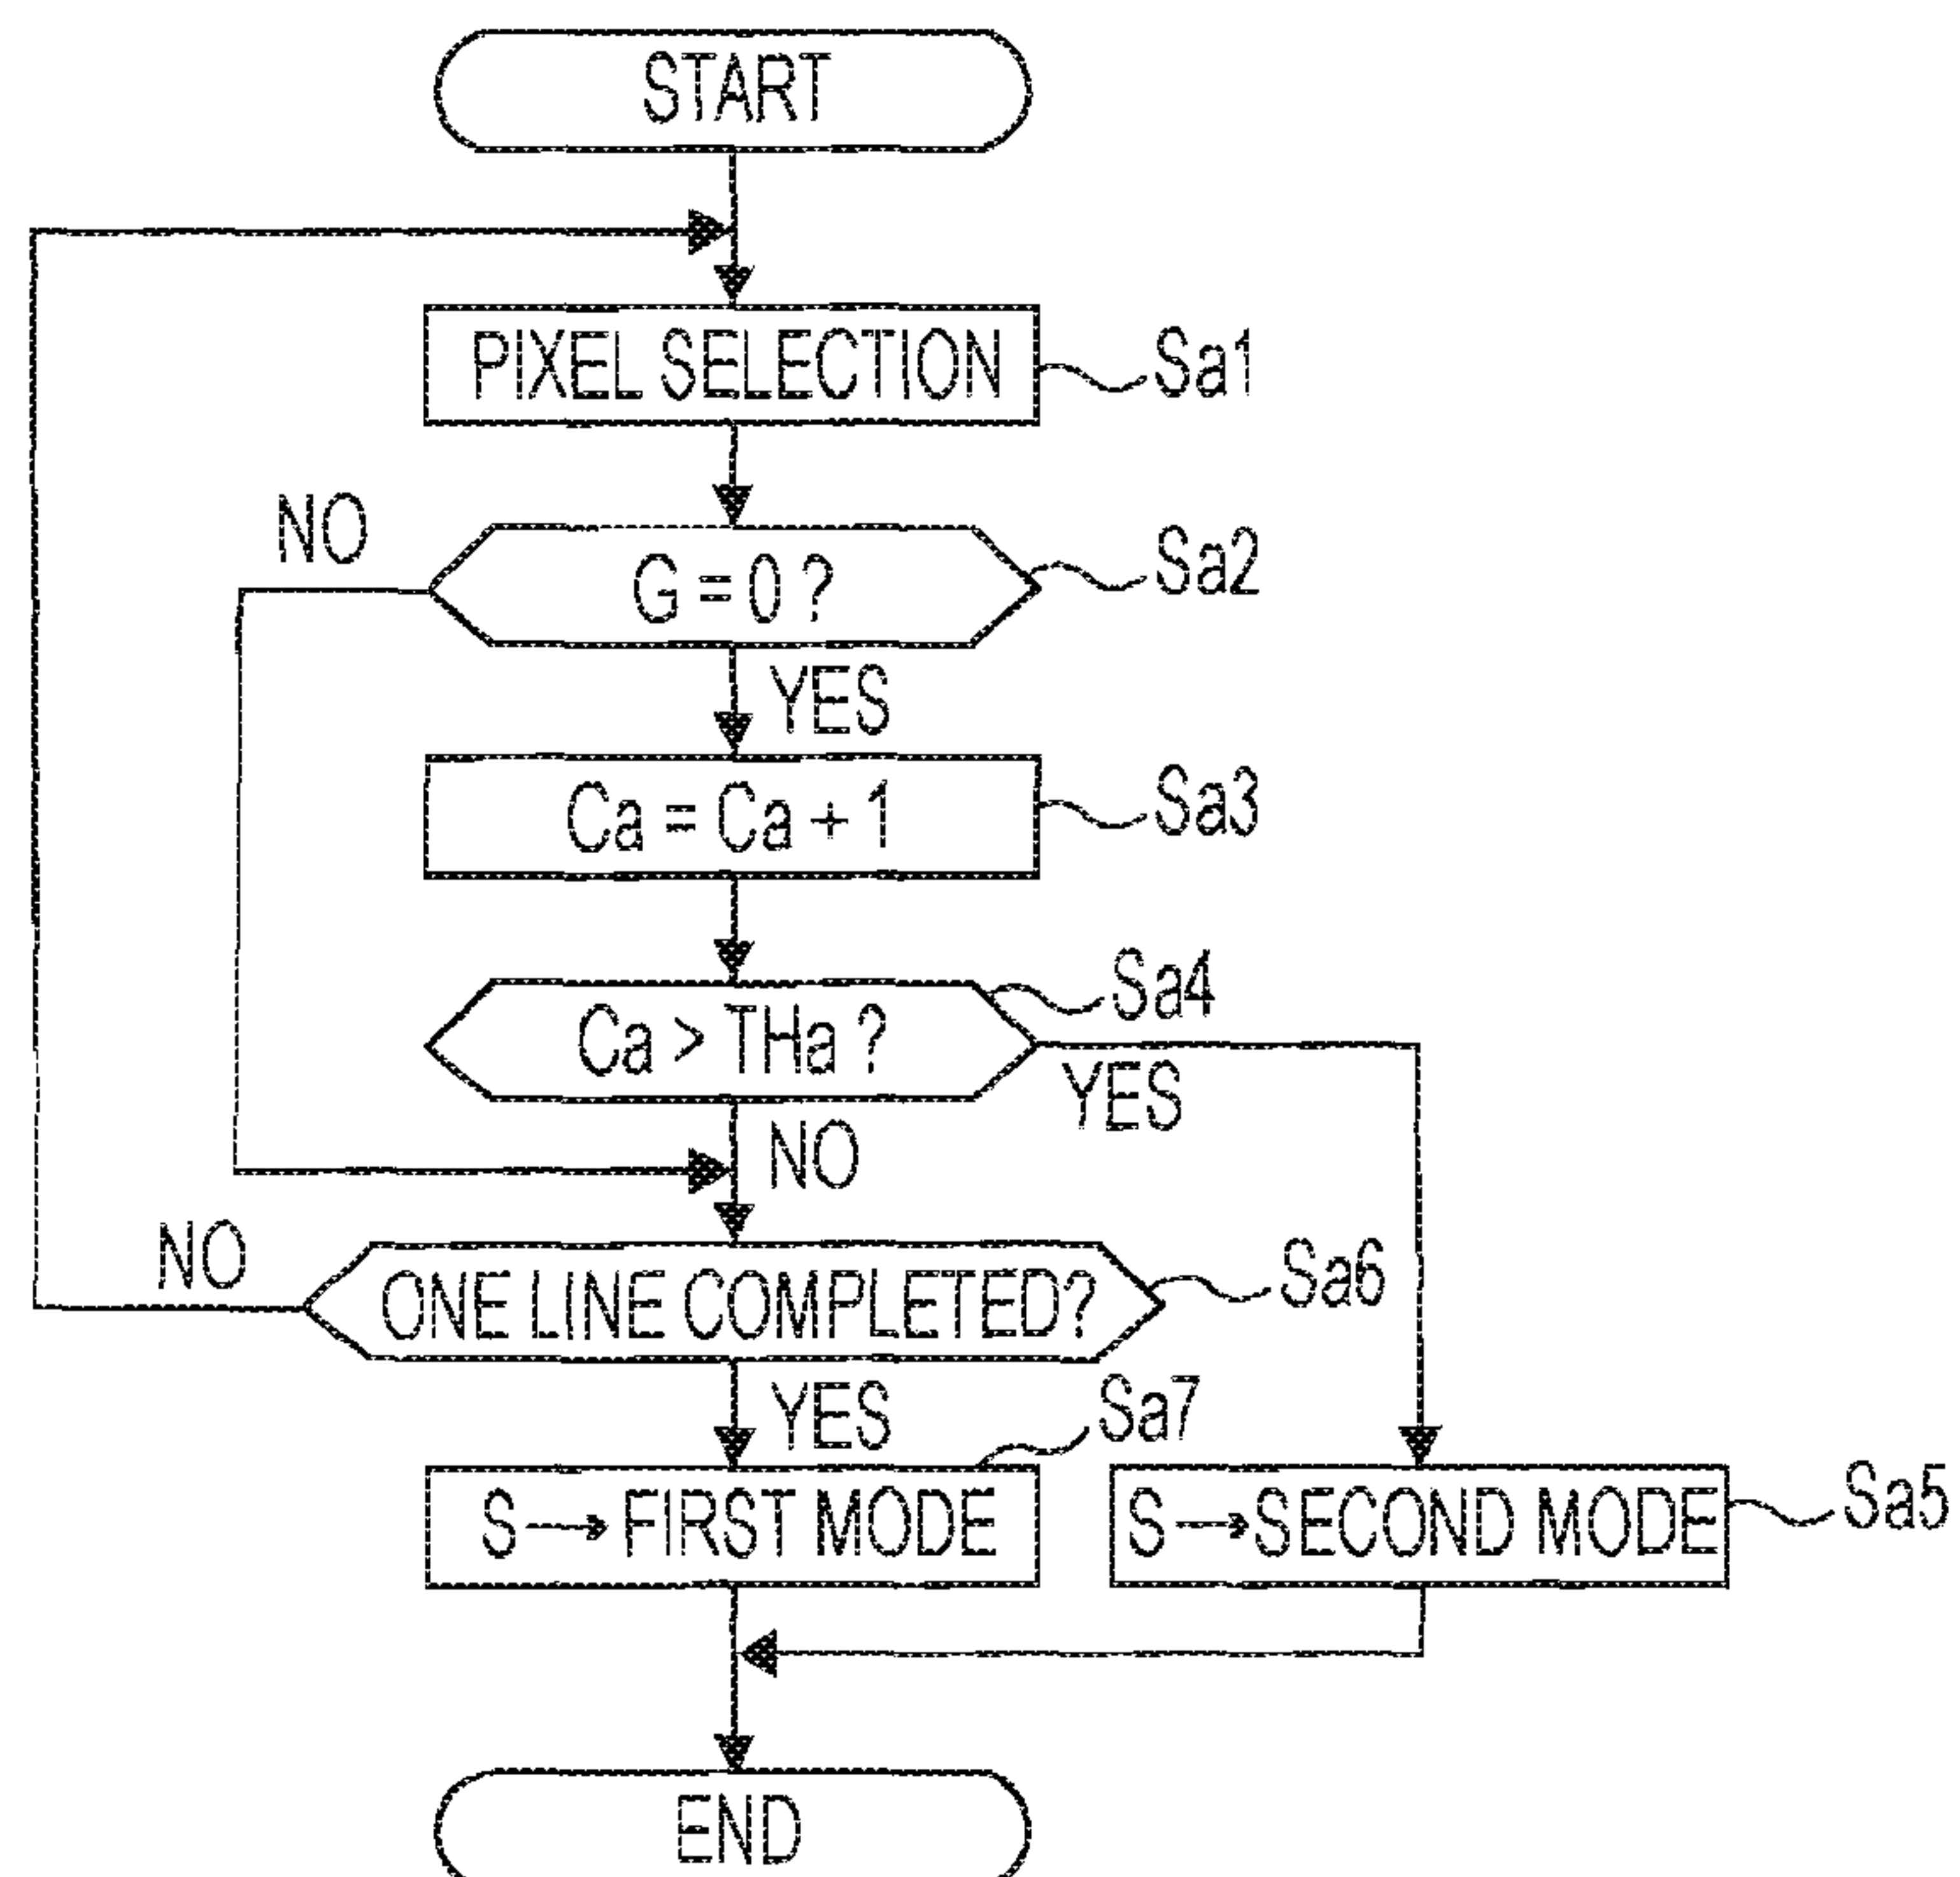 START
PIXEL SELECTION
Sa1
NO
G = 0 ?
Sa2
YES
Ca = Ca + 1
Sa3
Ca > THa ?
Sa4
YES
NO
NO
ONE LINE COMPLETED?
Sa6
YES
Sa7
S → FIRST MODE
S → SECOND MODE
Sa5
END